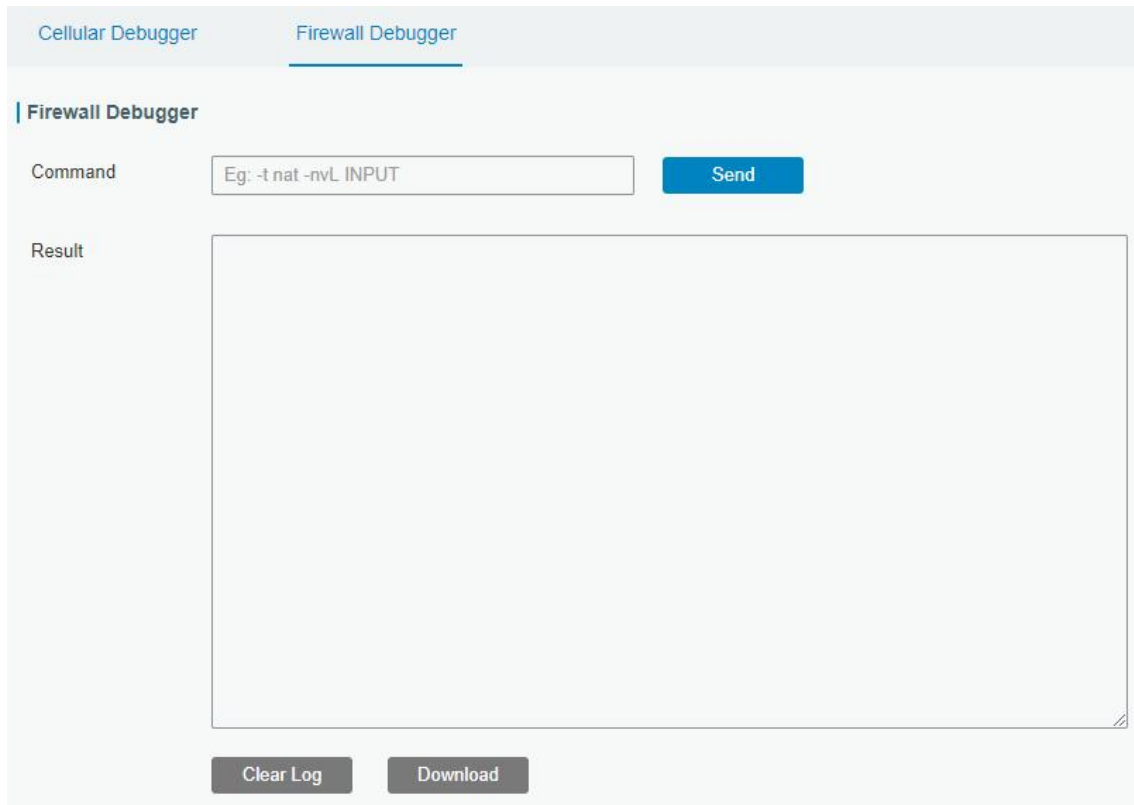 Cellular Debugger Firewall Debugger
Firewall Debugger
Command Eg: -t nat -nvL INPUT Send
Result
Clear Log Download